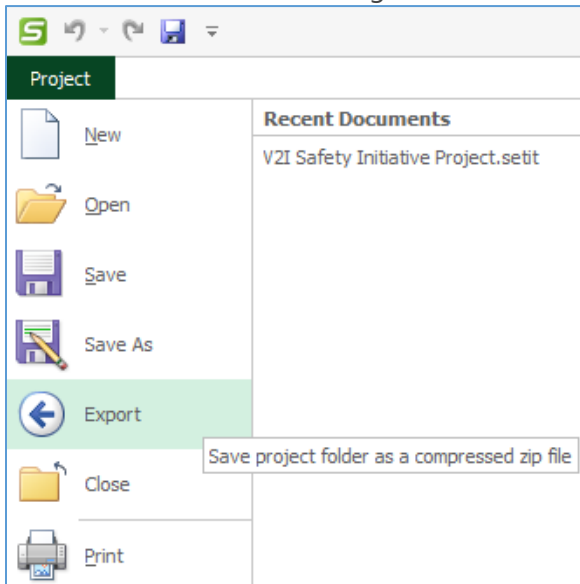 Project
New
Recent Documents
V2I Safety Initiative Project.setit
Open
Save
Save As
Export
Save project folder as a compressed zip file
Close
Print